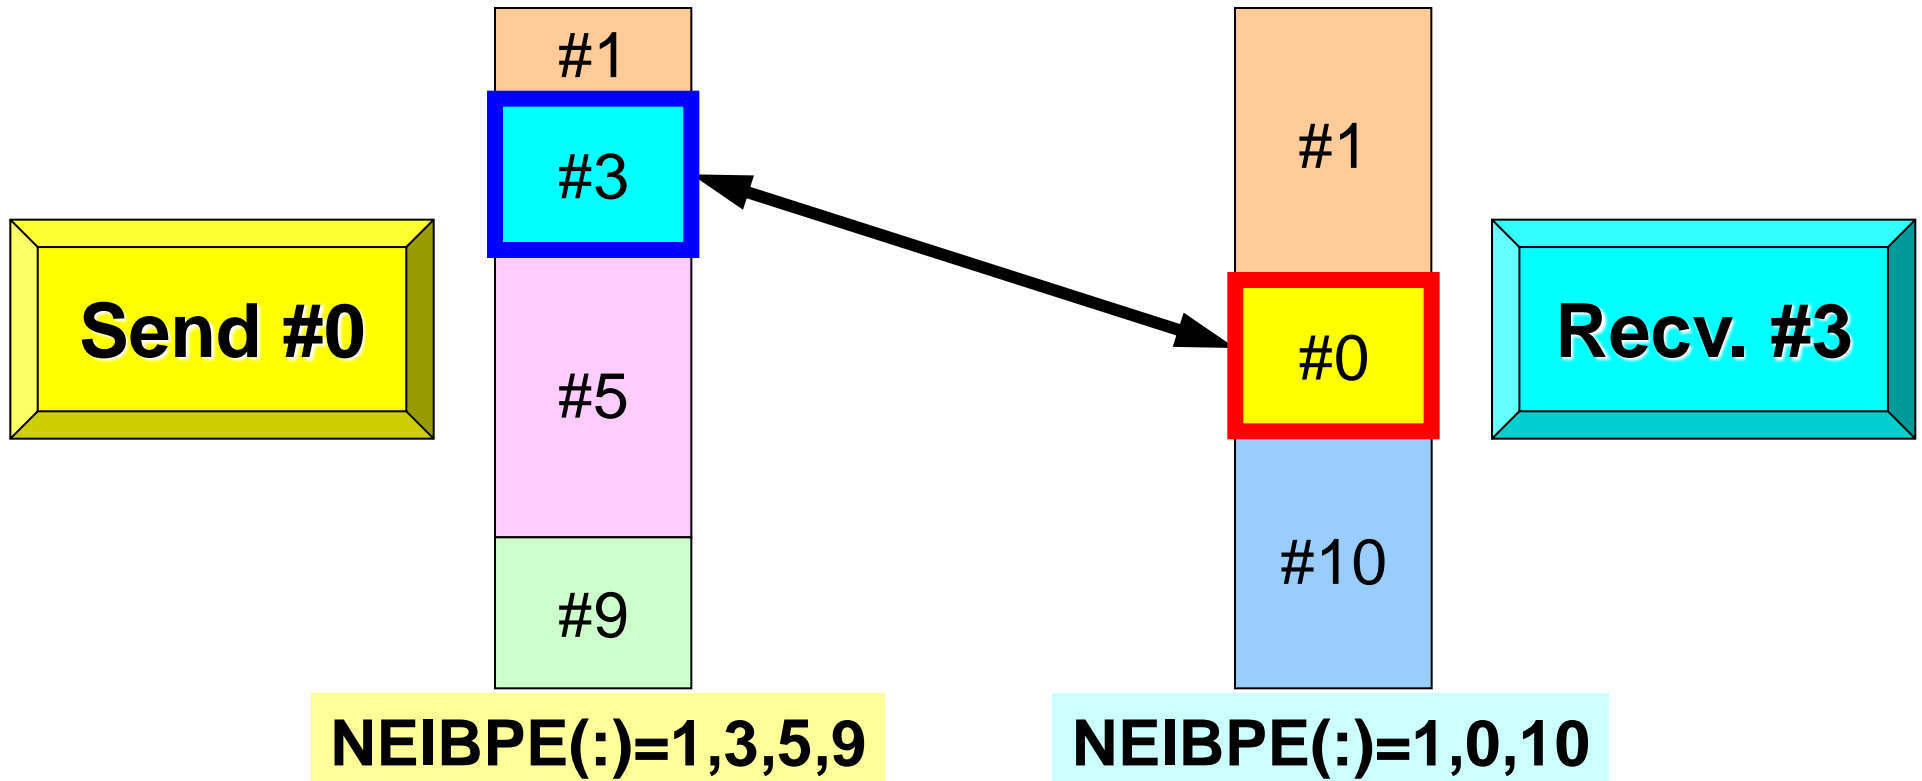 Send #0
#1
#3
#5
#9
NEIBPE(:)=1,3,5,9
#1
#0
#10
NEIBPE(:)=1,0,10
Recv. #3